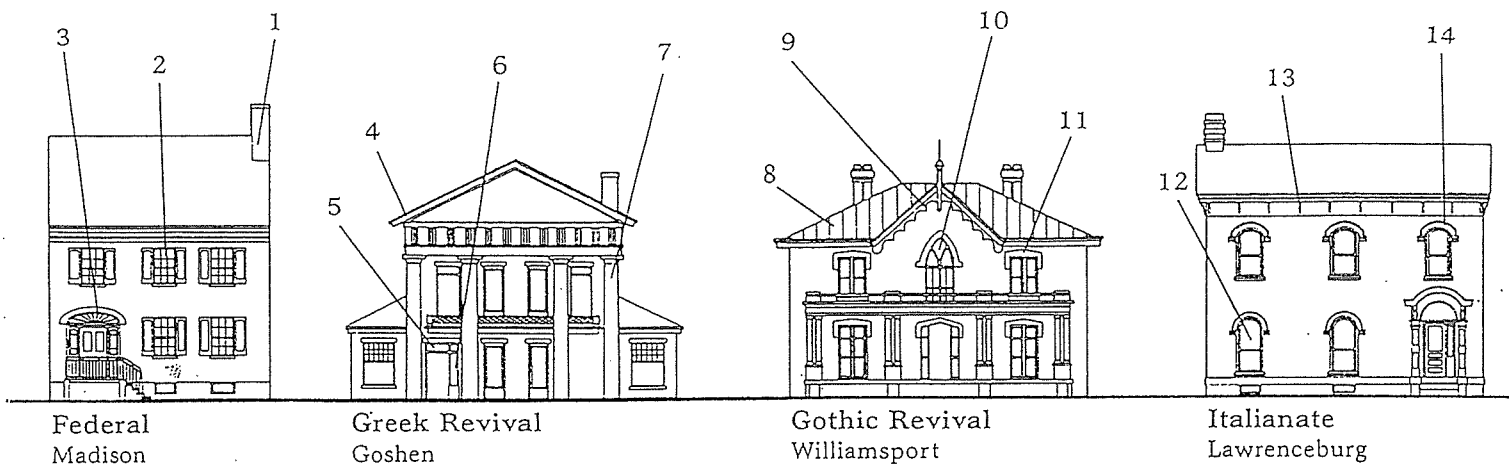 1
2
3
4
5
6
7
8
9
10
11
12
13
14
Federal
Madison
Greek Revival
Goshen
Gothic Revival
Williamsport
Italianate
Lawrenceburg